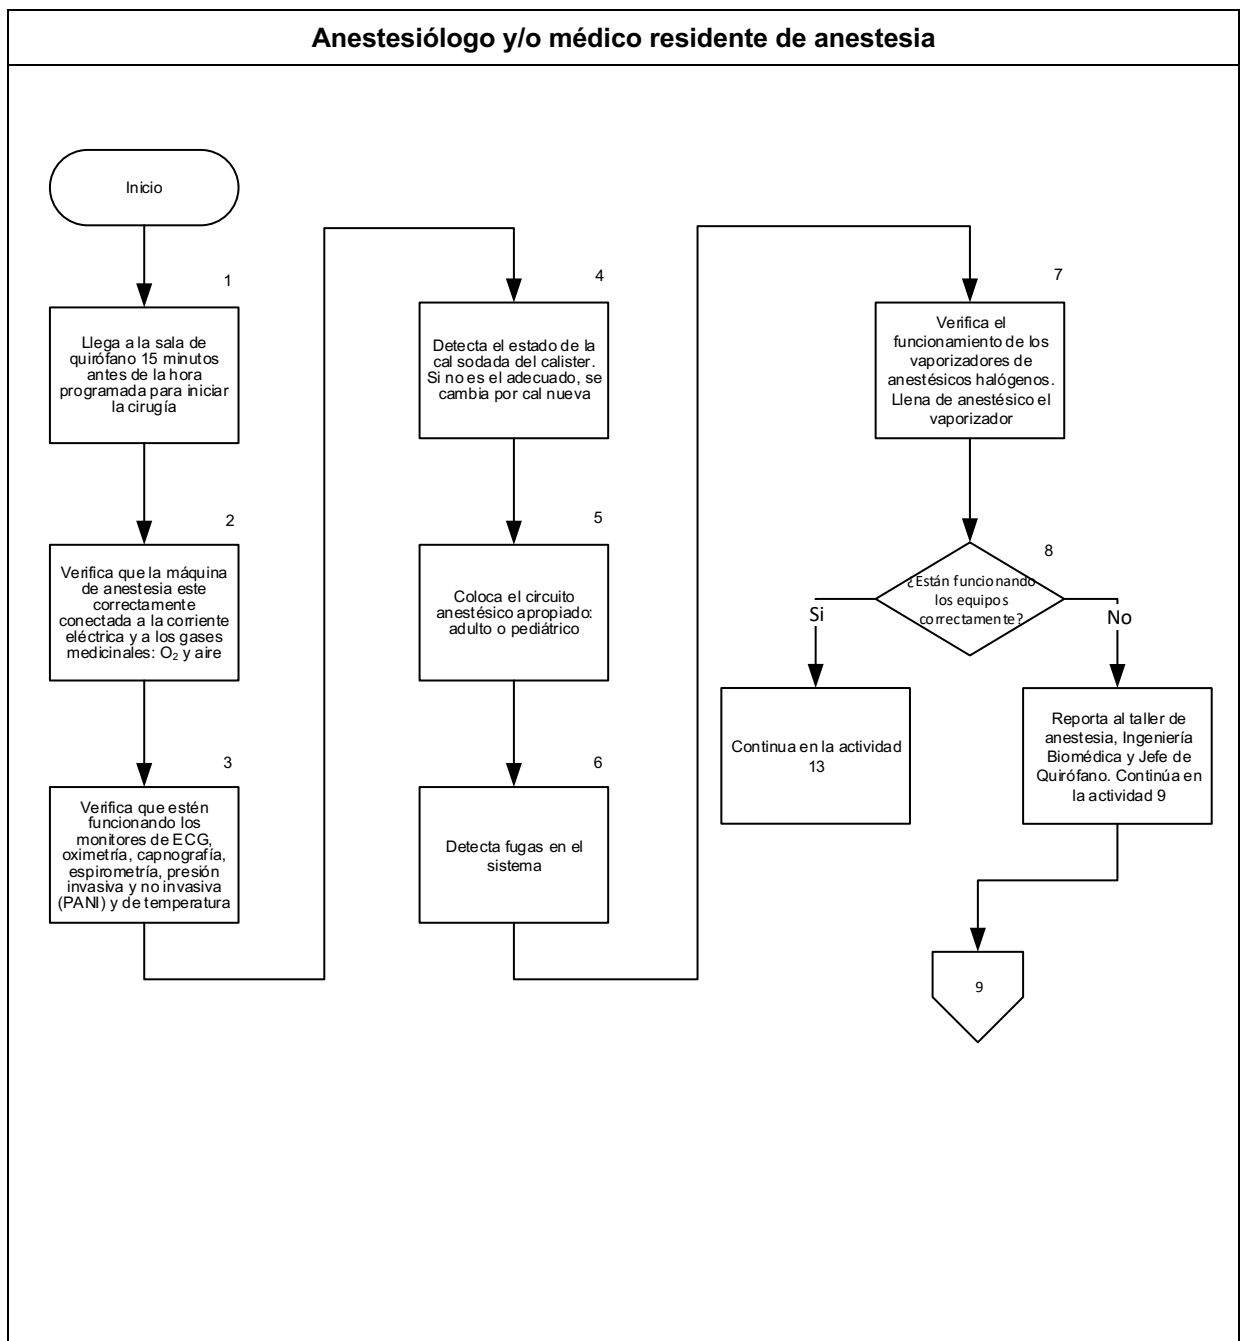 Anestesiólogo y/o médico residente de anestesia
Inicio
1
Llega a la sala de
quirófano 15 minutos
antes de la hora
programada para iniciar
la cirugía
2
Verifica que la máquina
de anestesia este
correctamente
conectada a la corriente
eléctrica y a los gases
medicinales: O₂ y aire
3
Verifica que estén
funcionando los
monitores de ECG,
oximetría, capnografía,
espirometría, presión
invasiva y no invasiva
(PANI) y de temperatura
4
Detecta el estado de la
cal sodada del calister.
Si no es el adecuado, se
cambia por cal nueva
5
Coloca el circuito
anestésico apropiado:
adulto o pediátrico
6
Detecta fugas en el
sistema
7
Verifica el
funcionamiento de los
vaporizadores de
anestésicos halógenos.
Llena de anestésico el
vaporizador
8
¿Están funcionando
los equipos
correctamente?
Si
No
Continua en la actividad
13
Reporta al taller de
anestesia, Ingeniería
Biomédica y Jefe de
Quirófano. Continúa en
la actividad 9
9